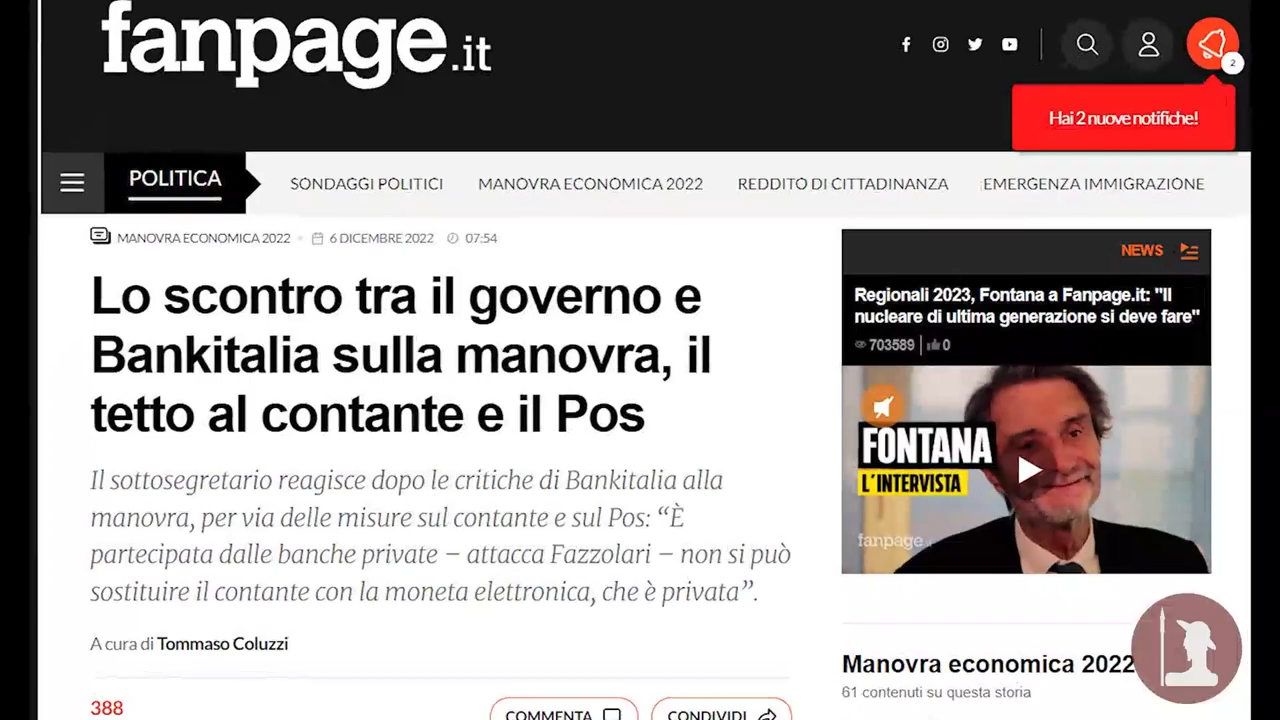 fanpage.it
2
Hai 2 nuove notifiche!
POLITICA
SONDAGGI POLITICI
MANOVRA ECONOMICA 2022
REDDITO DI CITTADINANZA
EMERGENZA IMMIGRAZIONE
MANOVRA ECONOMICA 2022
6 DICEMBRE 2022
07:54
Lo scontro tra il governo e
Bankitalia sulla manovra, il
tetto al contante e il Pos
Il sottosegretario reagisce dopo le critiche di Bankitalia alla
manovra, per via delle misure sul contante e sul Pos: “È
partecipata dalle banche private – attacca Fazzolari – non si può
sostituire il contante con la moneta elettronica, che è privata”.
A cura di Tommaso Coluzzi
388
COMMENTA
CONDIVIDI
NEWS
Regionali 2023, Fontana a Fanpage.it: "Il
nucleare di ultima generazione si deve fare"
703589
0
FONTANA
L'INTERVISTA
fanpage
Manovra economica 2022
61 contenuti su questa storia